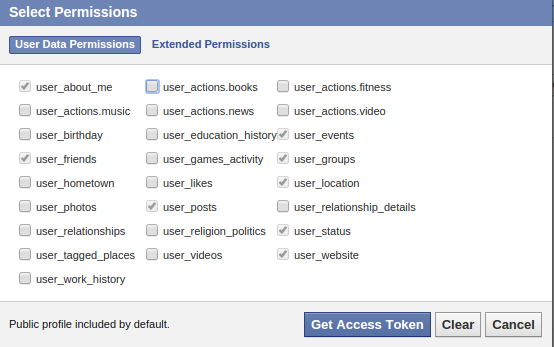 Select Permissions
User Data Permissions Extended Permissions
user_about_me user_actions.books user_actions.fitness
user_actions.music user_actions.news user_actions.video
user_birthday user_education_history user_events
user_friends user_games_activity user_groups
user_hometown user_likes user_location
user_photos user_posts user_relationship_details
user_relationships user_religion_politics user_status
user_tagged_places user_videos user_website
user_work_history
Public profile included by default. Get Access Token Clear Cancel